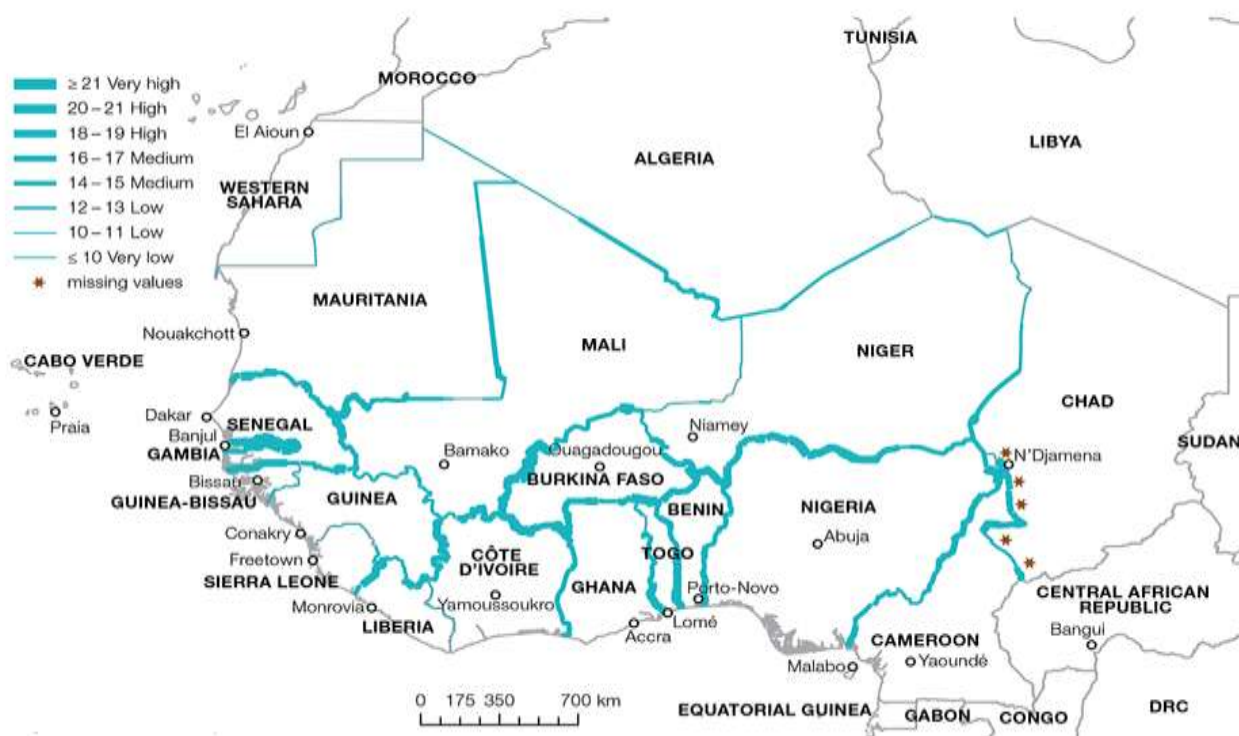 TUNISIA
MOROCCO
≥ 21 Very high
20 – 21 High
18 – 19 High
16 – 17 Medium
14 – 15 Medium
12 – 13 Low
10 – 11 Low
≤ 10 Very low
missing values
El Aioun
ALGERIA
LIBYA
WESTERN
SAHARA
MAURITANIA
Nouakchott
MALI
NIGER
CABO VERDE
Praia
Dakar
SENEGAL
Banjul
GAMBIA
Bissau
GUINEA-BISSAU
Bamako
Ouagadougou
BURKINA FASO
Niamey
CHAD
SUDAN
N'Djamena
GUINEA
BENIN
NIGERIA
Abuja
Conakry
Freetown
SIERRA LEONE
CÔTE
D'IVOIRE
Yamoussoukro
GHANA
TOGO
Porto-Novo
Monrovia
LIBERIA
Accra
Lomé
CENTRAL AFRICAN
REPUBLIC
Bangui
CAMEROON
Malabo
Yaoundé
0 175 350 700 km
EQUATORIAL GUINEA
GABON
CONGO
DRC